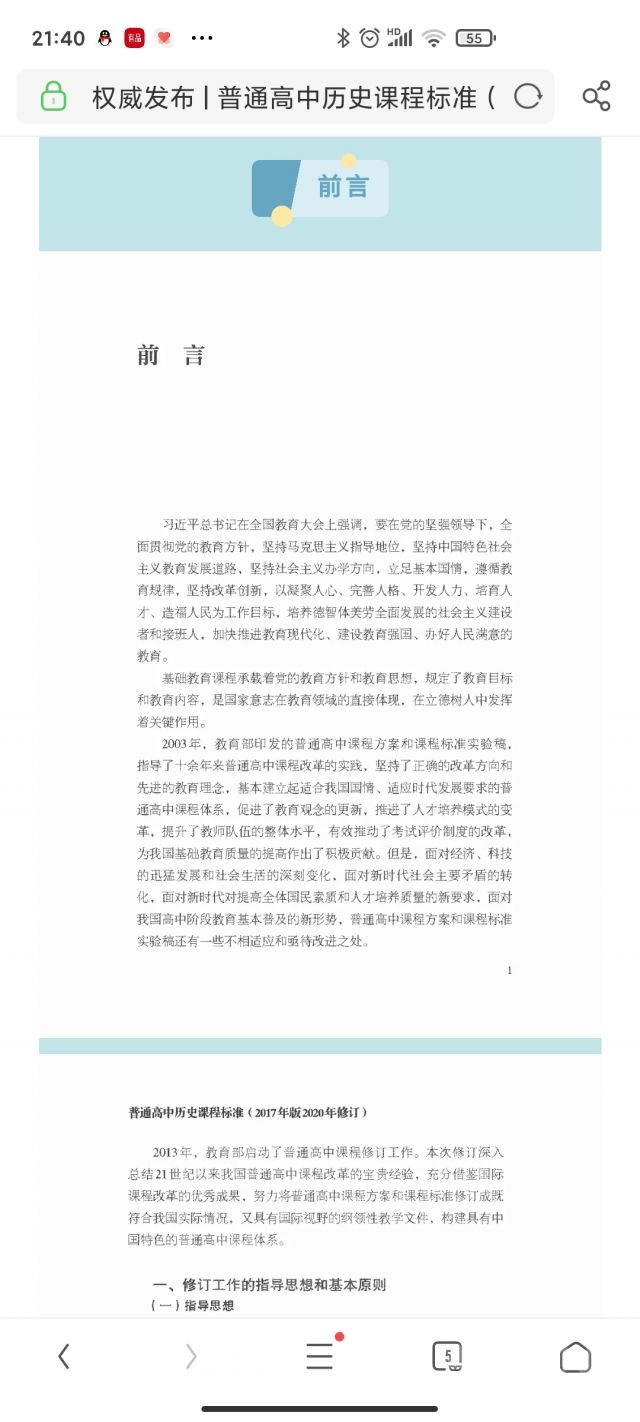 21:40
有品
HD
55
权威发布 | 普通高中历史课程标准（
前言
前 言
习近平总书记在全国教育大会上强调，要在党的坚强领导下，全
面贯彻党的教育方针，坚持马克思主义指导地位，坚持中国特色社会
主义教育发展道路，坚持社会主义办学方向，立足基本国情，遵循教
育规律，坚持改革创新，以凝聚人心、完善人格、开发人力、培育人
才、造福人民为工作目标，培养德智体美劳全面发展的社会主义建设
者和接班人，加快推进教育现代化、建设教育强国、办好人民满意的
教育。
基础教育课程承载着党的教育方针和教育思想，规定了教育目标
和教育内容，是国家意志在教育领域的直接体现，在立德树人中发挥
着关键作用。
2003年，教育部印发的普通高中课程方案和课程标准实验稿，
指导了十余年来普通高中课程改革的实践，坚持了正确的改革方向和
先进的教育理念，基本建立起适合我国国情、适应时代发展要求的普
通高中课程体系，促进了教育观念的更新，推进了人才培养模式的变
革，提升了教师队伍的整体水平，有效推动了考试评价制度的改革，
为我国基础教育质量的提高作出了积极贡献。但是，面对经济、科技
的迅猛发展和社会生活的深刻变化，面对新时代社会主要矛盾的转
化，面对新时代对提高全体国民素质和人才培养质量的新要求，面对
我国高中阶段教育基本普及的新形势，普通高中课程方案和课程标准
实验稿还有一些不相适应和亟待改进之处。
1
普通高中历史课程标准（2017年版2020年修订）
2013年，教育部启动了普通高中课程修订工作。本次修订深入
总结21世纪以来我国普通高中课程改革的宝贵经验，充分借鉴国际
课程改革的优秀成果，努力将普通高中课程方案和课程标准修订成既
符合我国实际情况，又具有国际视野的纲领性教学文件，构建具有中
国特色的普通高中课程体系。
一、修订工作的指导思想和基本原则
（一）指导思想
5